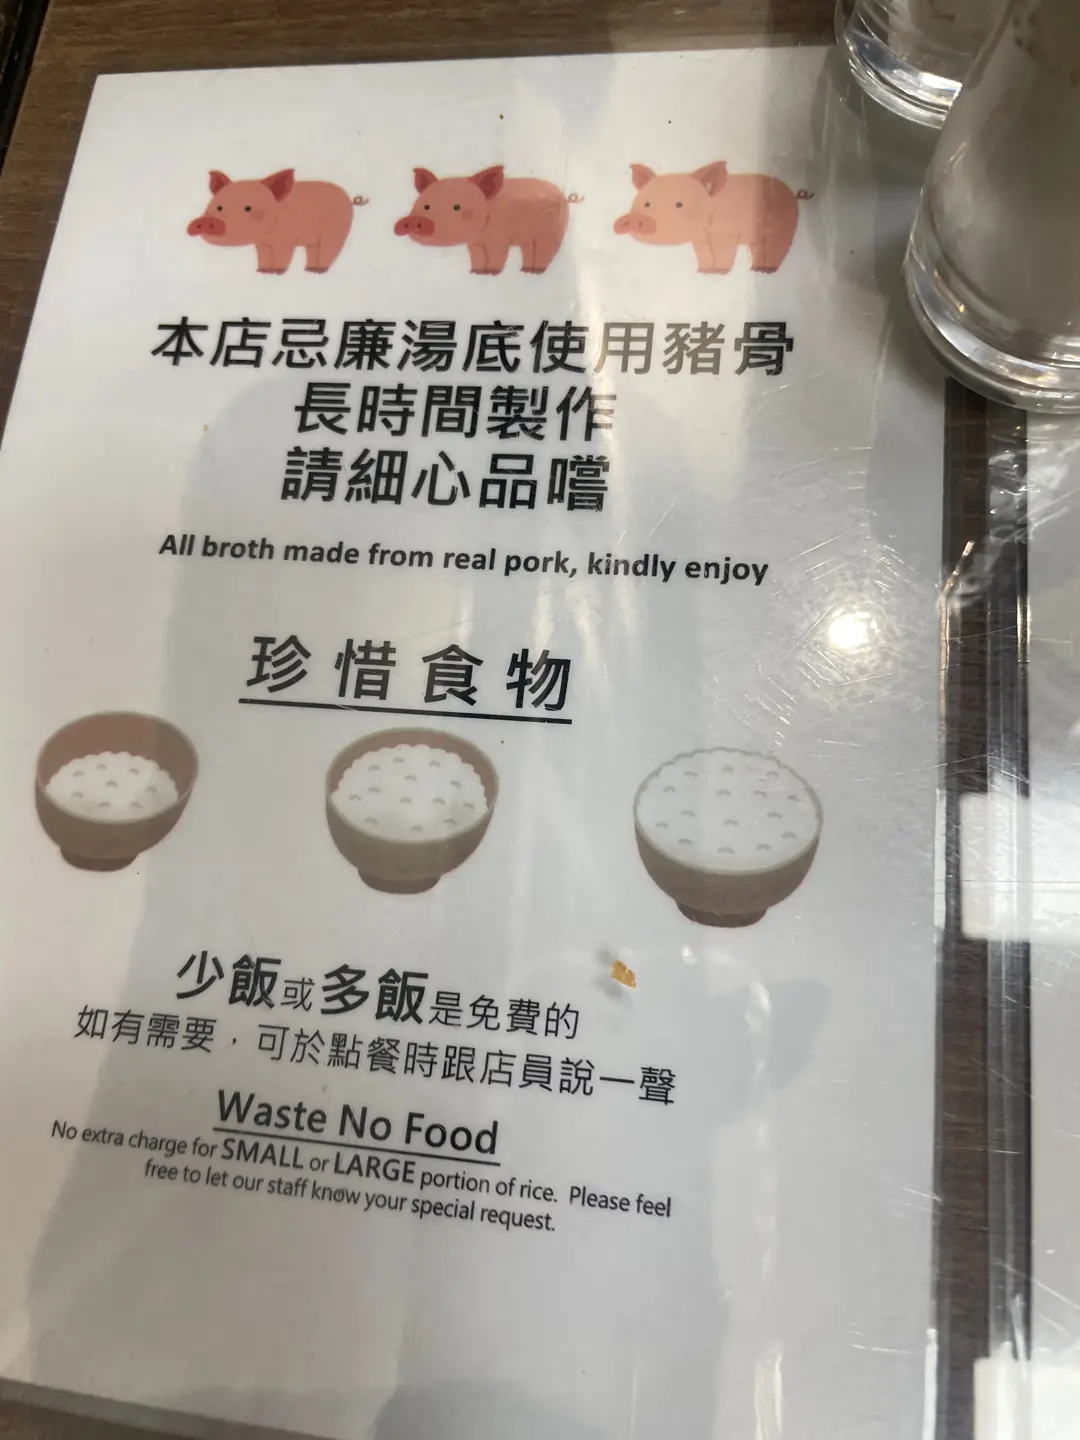 本店忌廉湯底使用豬骨
長時間製作
請細心品嚐
All broth made from real pork, kindly enjoy
珍惜食物
少飯或多飯是免費的
如有需要，可於點餐時跟店員說一聲
Waste No Food
No extra charge for SMALL or LARGE portion of rice. Please feel
free to let our staff know your special request.